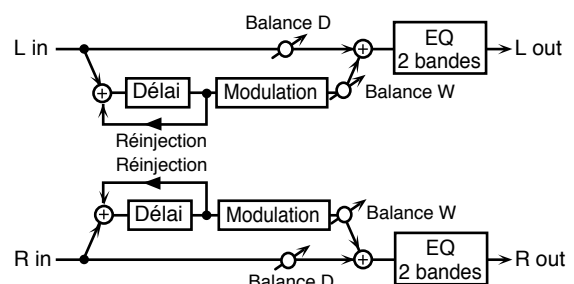 Balance D
L in
EQ
2 bandes
L out
Délai
Modulation
Balance W
Réinjection
Réinjection
Délai
Modulation
Balance W
R in
EQ
2 bandes
R out
Balance D